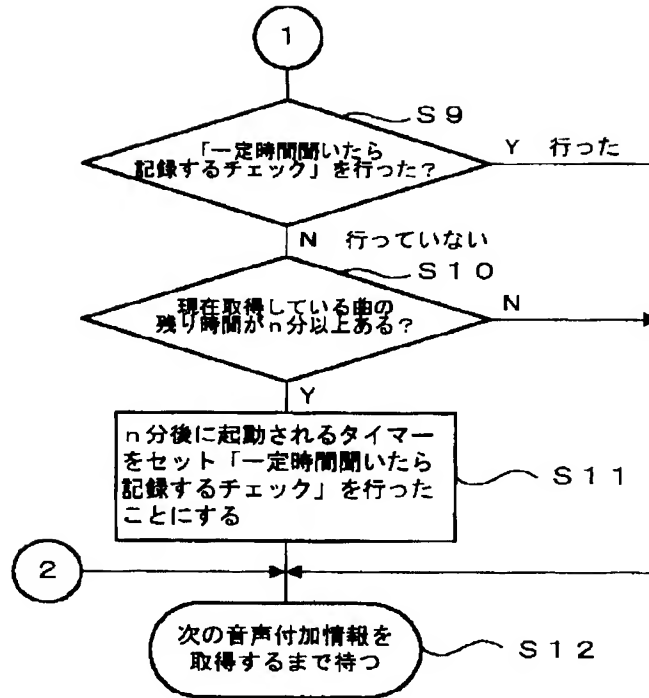 1
S9
「一定時間聞いたら
記録するチェック」を行った?
Y 行った
N 行っていない
S10
現在取得している曲の
残り時間がn分以上ある?
N
Y
n分後に起動されるタイマー
をセット「一定時間聞いたら
記録するチェック」を行った
ことにする
S11
2
次の音声付加情報を
取得するまで待つ
S12